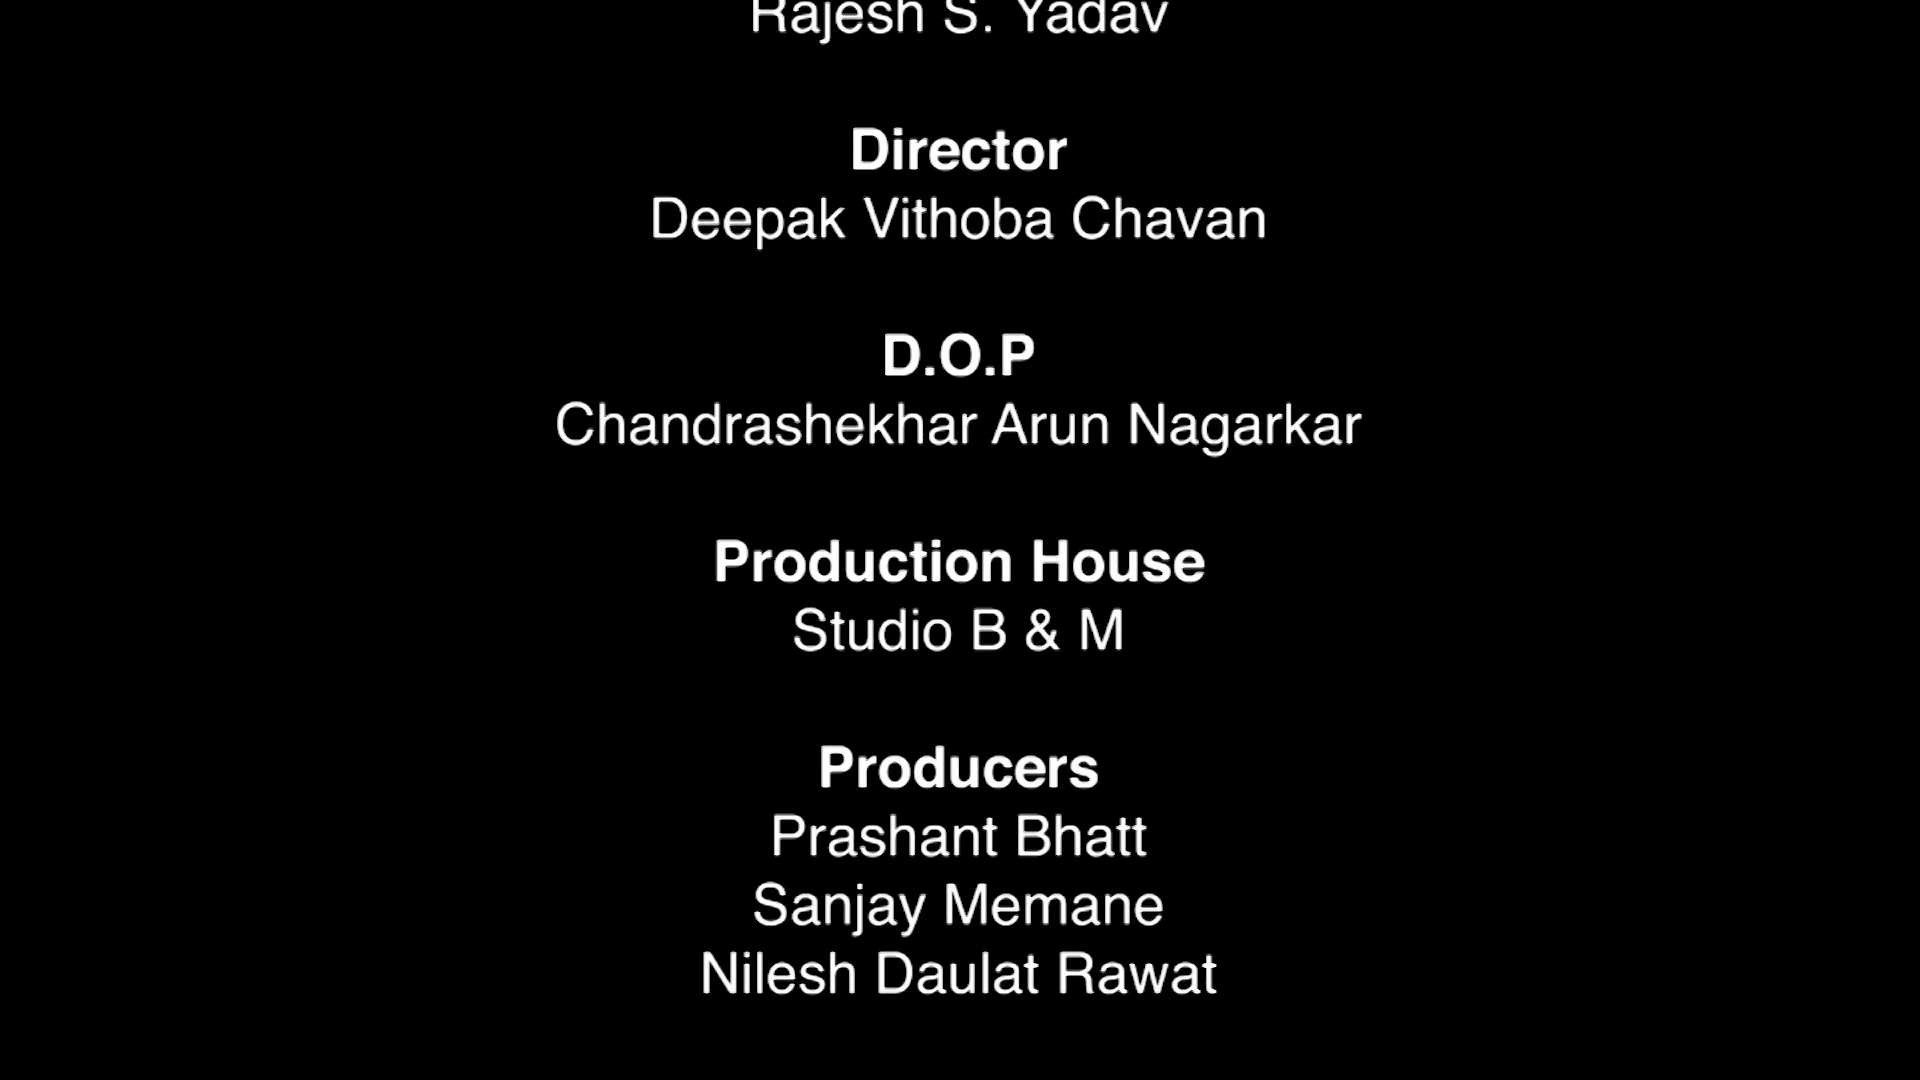 Rajesh S. Yadav
Director
Deepak Vithoba Chavan
D.O.P
Chandrashekhar Arun Nagarkar
Production House
Studio B & M
Producers
Prashant Bhatt
Sanjay Memane
Nilesh Daulat Rawat